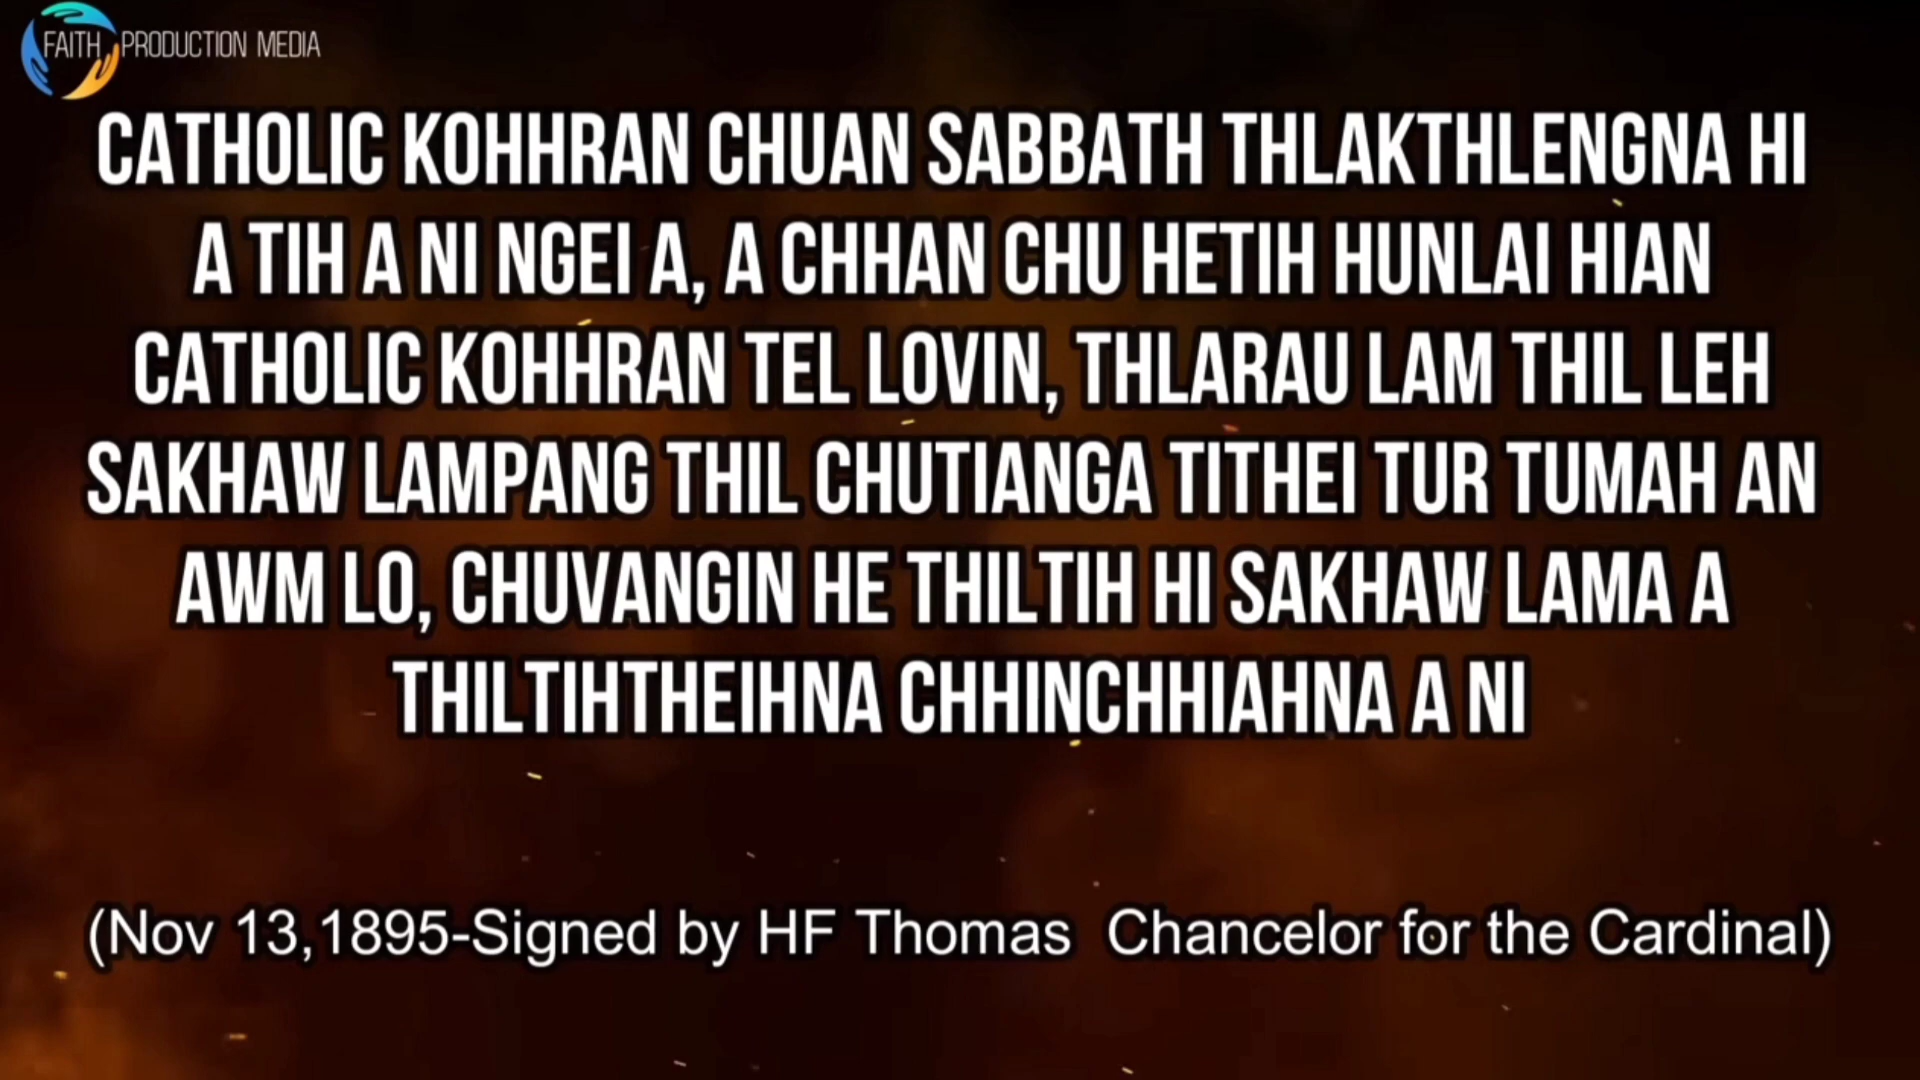 FAITH PRODUCTION MEDIA
CATHOLIC KOHHRAN CHUAN SABBATH THLAKTHLENGNA HI
A TIH A NI NGEI A, A CHHAN CHU HETIH HUNLAI HIAN
CATHOLIC KOHHRAN TEL LOVIN, THLARAU LAM THIL LEH
SAKHAW LAMPANG THIL CHUTIANGA TITHEI TUR TUMAH AN
AWM LO, CHUVANGIN HE THILTIH HI SAKHAW LAMA A
THILTIHTHEIHNA CHHINCHHIAHNA A NI
(Nov 13,1895-Signed by HF Thomas Chancelor for the Cardinal)